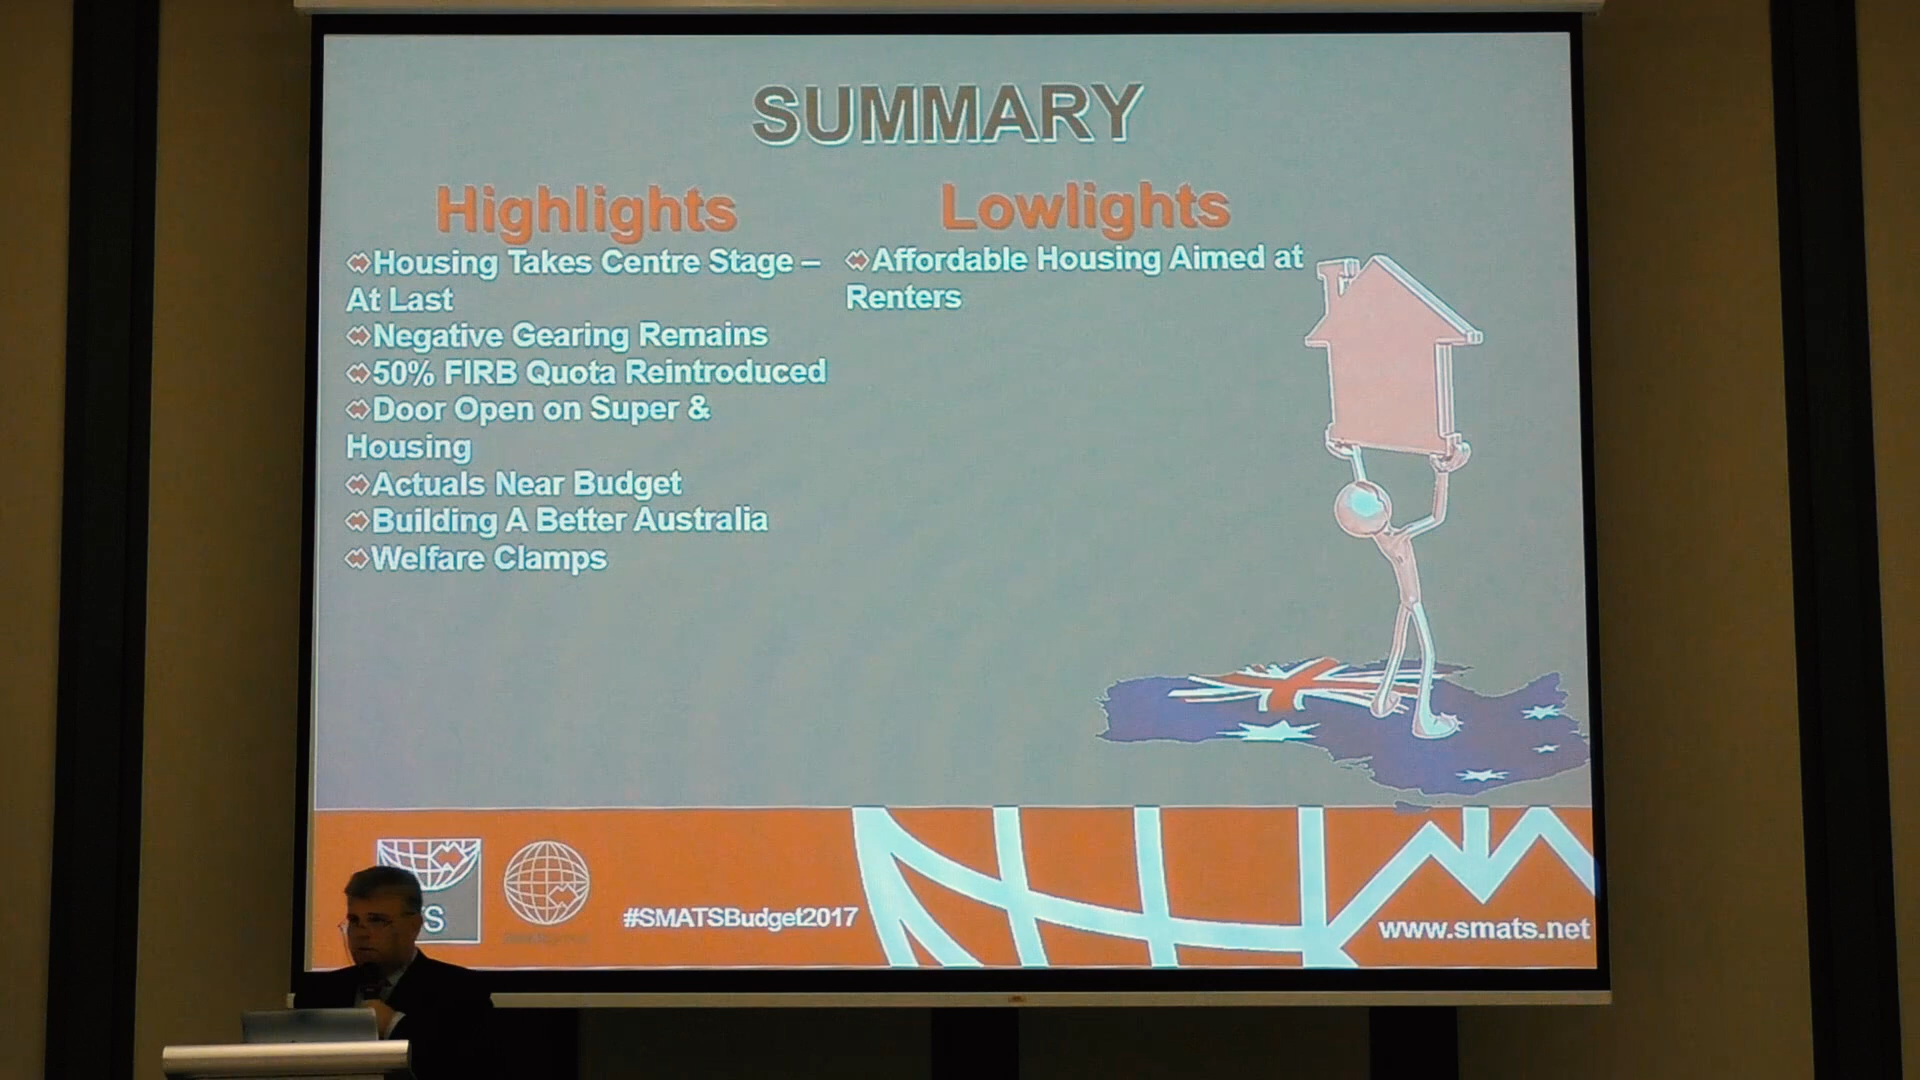 SUMMARY
Highlights
Housing Takes Centre Stage –
At Last
Negative Gearing Remains
50% FIRB Quota Reintroduced
Door Open on Super &
Housing
Actuals Near Budget
Building A Better Australia
Welfare Clamps
Lowlights
Affordable Housing Aimed at
Renters
#SMATSBudget2017
www.smats.net